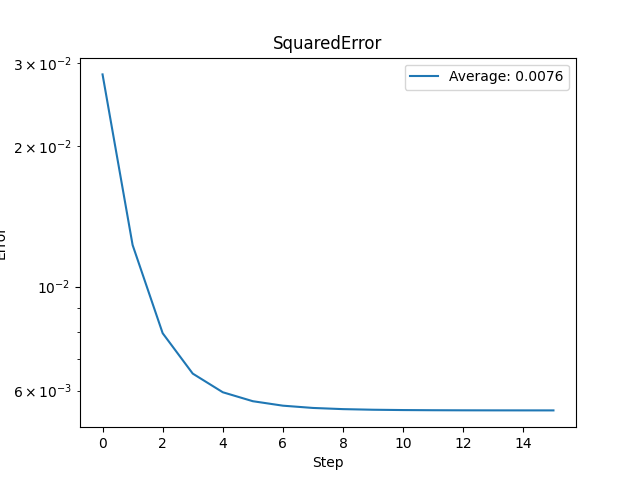 SquaredError
Average: 0.0076
3 × 10⁻²
2 × 10⁻²
10⁻²
6 × 10⁻³
Error
0 2 4 6 8 10 12 14
Step